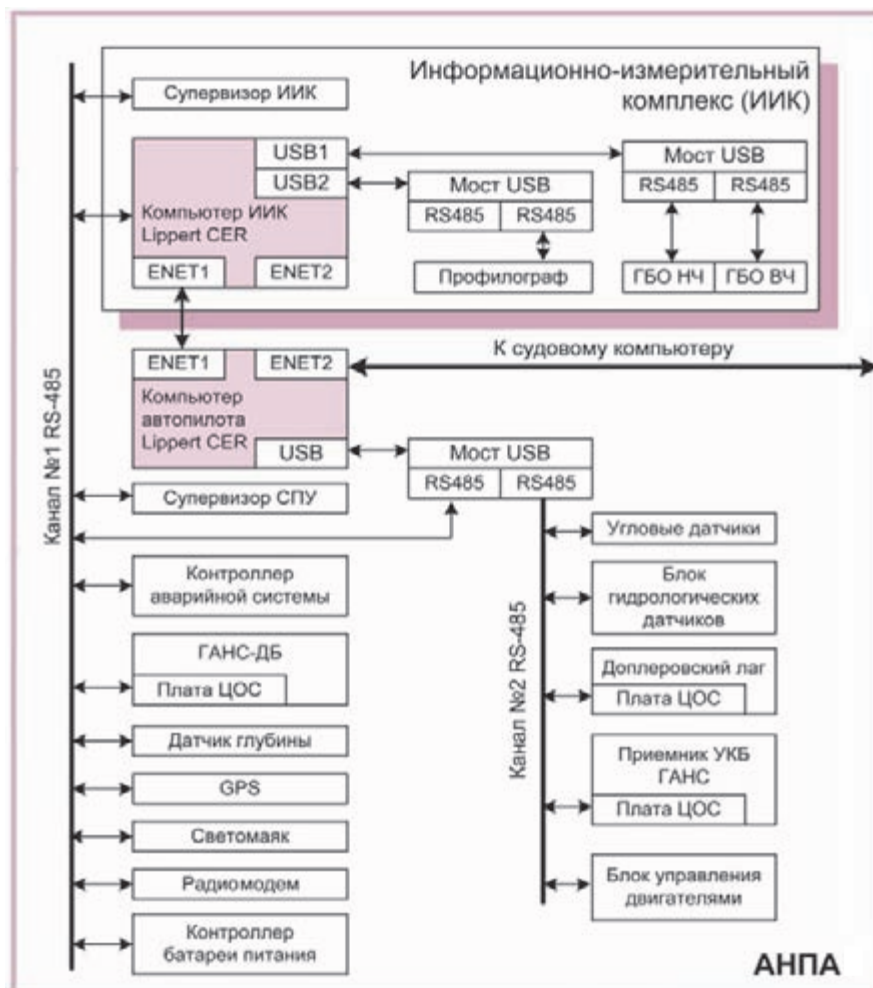 Информационно-измерительный
комплекс (ИИК)
Супервизор ИИК
USB1
USB2
Компьютер ИИК
Lippert CER
ENET1
ENET2
Мост USB
RS485
RS485
Профилограф
Мост USB
RS485
RS485
ГБО НЧ
ГБО ВЧ
К судовому компьютеру
ENET1
ENET2
Компьютер
автопилота
Lippert CER
USB
Мост USB
RS485
RS485
Канал №1 RS-485
Супервизор СПУ
Контроллер
аварийной системы
ГАНС-ДБ
Плата ЦОС
Датчик глубины
GPS
Светомаяк
Радиомодем
Контроллер
батареи питания
Канал №2 RS-485
Угловые датчики
Блок
гидрологических
датчиков
Доплеровский лаг
Плата ЦОС
Приемник УКБ
ГАНС
Плата ЦОС
Блок управления
двигателями
АНПА